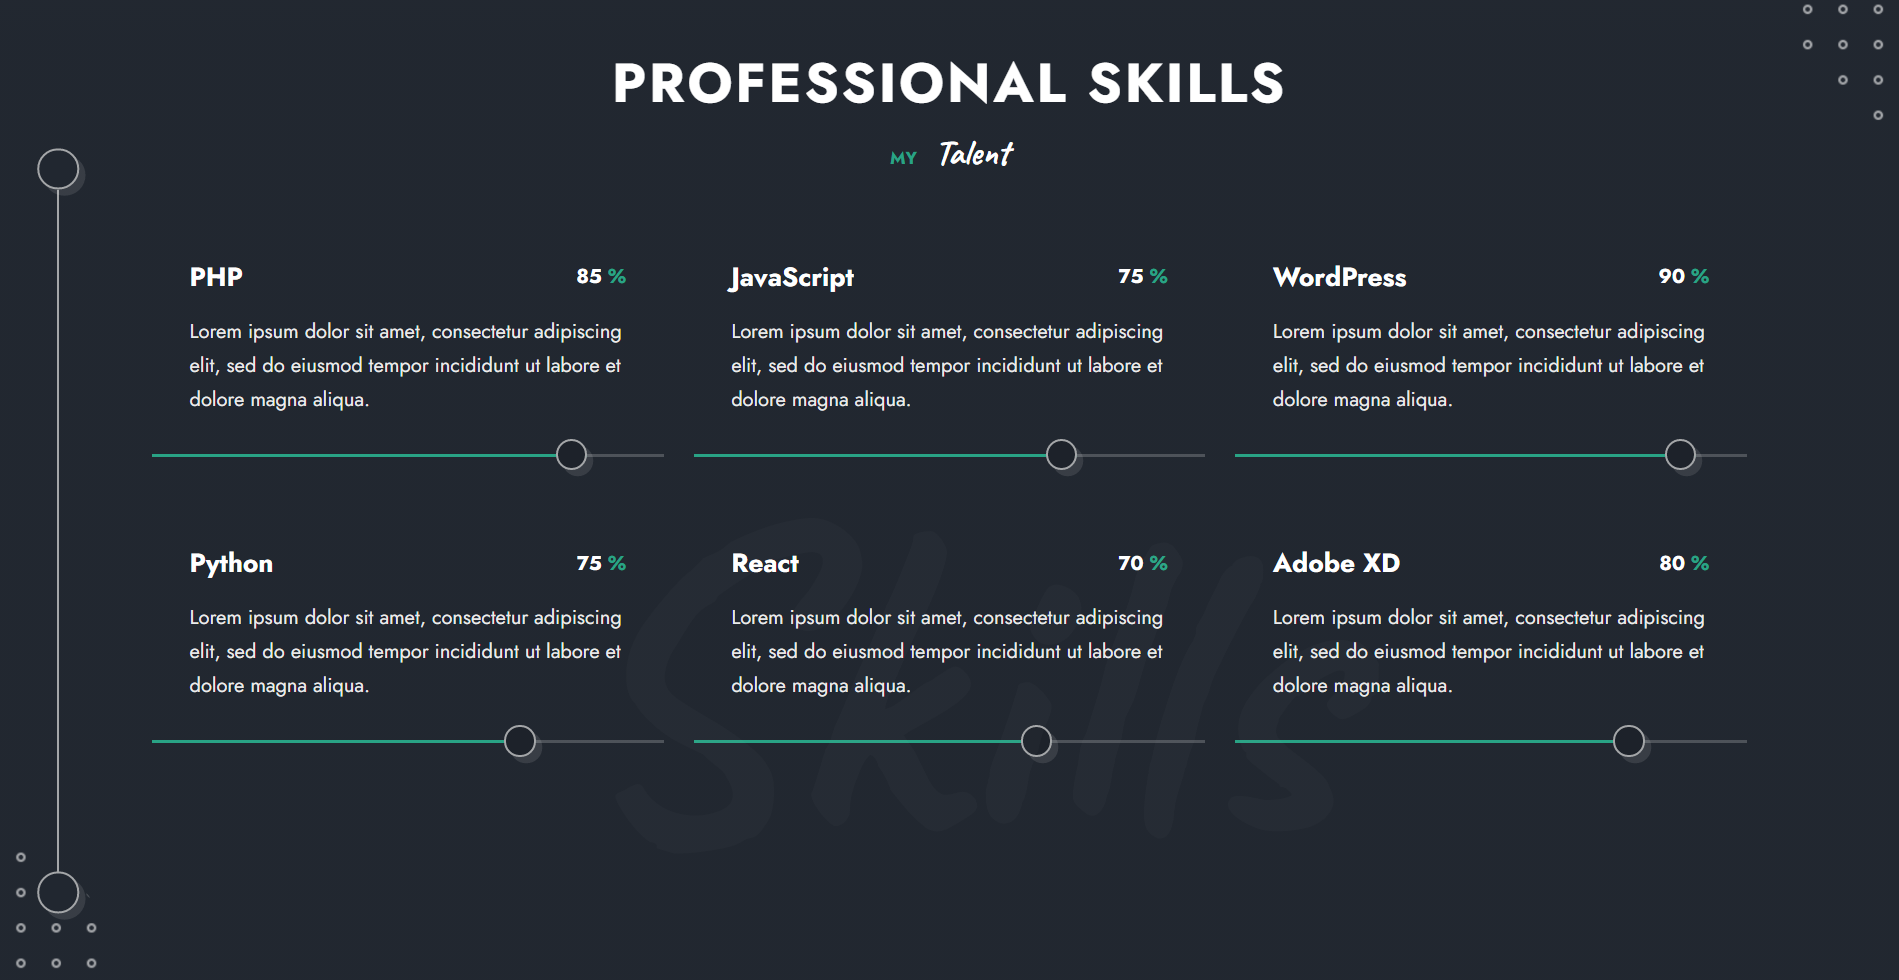 PROFESSIONAL SKILLS
MY Talent
PHP 85 %
Lorem ipsum dolor sit amet, consectetur adipiscing
elit, sed do eiusmod tempor incididunt ut labore et
dolore magna aliqua.
JavaScript 75 %
Lorem ipsum dolor sit amet, consectetur adipiscing
elit, sed do eiusmod tempor incididunt ut labore et
dolore magna aliqua.
WordPress 90 %
Lorem ipsum dolor sit amet, consectetur adipiscing
elit, sed do eiusmod tempor incididunt ut labore et
dolore magna aliqua.
Python 75 %
Lorem ipsum dolor sit amet, consectetur adipiscing
elit, sed do eiusmod tempor incididunt ut labore et
dolore magna aliqua.
React 70 %
Lorem ipsum dolor sit amet, consectetur adipiscing
elit, sed do eiusmod tempor incididunt ut labore et
dolore magna aliqua.
Adobe XD 80 %
Lorem ipsum dolor sit amet, consectetur adipiscing
elit, sed do eiusmod tempor incididunt ut labore et
dolore magna aliqua.
Skills